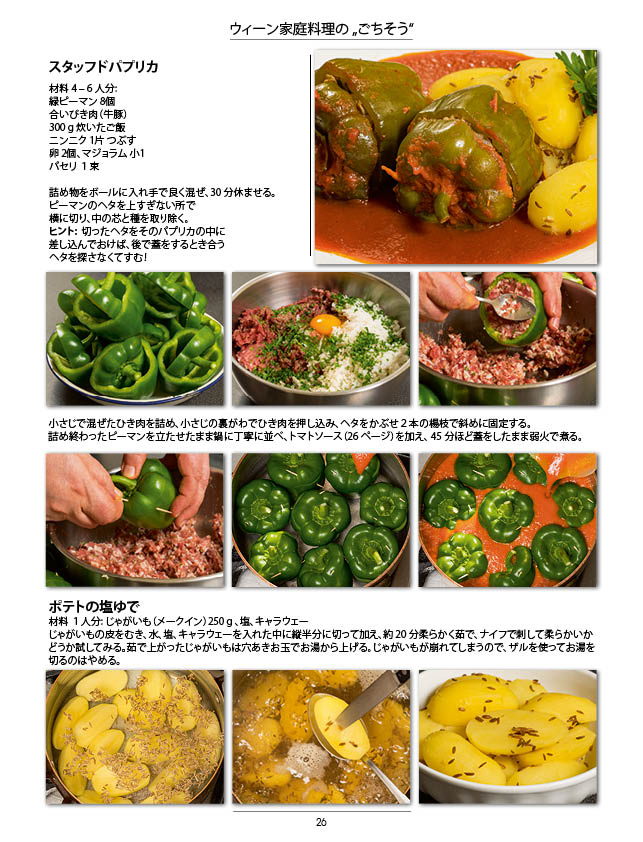 ウィーン家庭料理の „ごちそう“
スタッフドパプリカ
材料 4 – 6 人分:
緑ピーマン 8個
合いびき肉（牛豚）
300 g 炊いたご飯
ニンニク 1片 つぶす
卵 2個、マジョラム 小1
パセリ 1 束
詰め物をボールに入れ手で良く混ぜ、30 分休ませる。
ピーマンのヘタを上すぎない所で
横に切り、中の芯と種を取り除く。
ヒント: 切ったヘタをそのパプリカの中に
差し込んでおけば、後で蓋をするとき合う
ヘタを探さなくてすむ!
小さじで混ぜたひき肉を詰め、小さじの裏がわでひき肉を押し込み、ヘタをかぶせ 2 本の楊枝で斜めに固定する。
詰め終わったピーマンを立たせたまま鍋に丁寧に並べ、トマトソース（26 ページ）を加え、45 分ほど蓋をしたまま弱火で煮る。
ポテトの塩ゆで
材料 1 人分: じゃがいも（メークイン）250 g 、塩、キャラウェー
じゃがいもの皮をむき、水、塩、キャラウェーを入れた中に縦半分に切って加え、約 20 分柔らかく茹で、ナイフで刺して柔らかいか
どうか試してみる。茹で上がったじゃがいもは穴あきお玉でお湯から上げる。じゃがいもが崩れてしまうので、ザルを使ってお湯を
切るのはやめる。
26